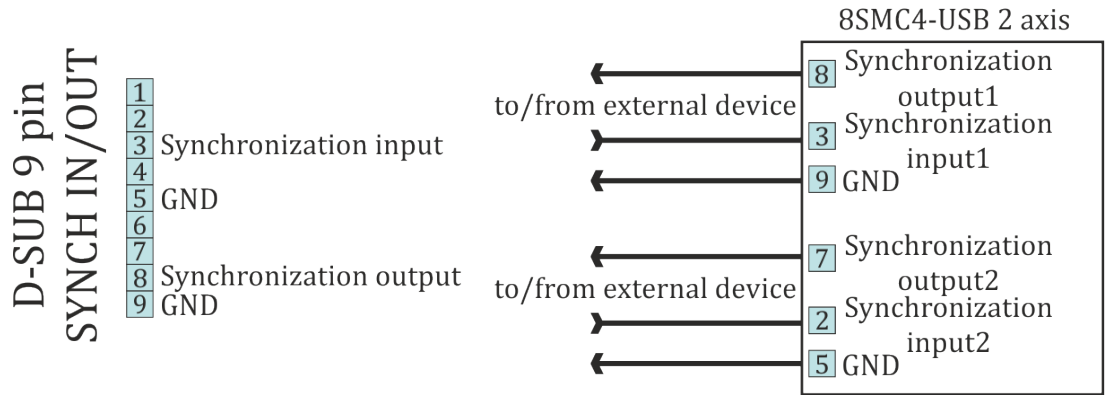 D-SUB 9 pin
SYNCH IN/OUT
1
2
3 Synchronization input
4
5 GND
6
7
8 Synchronization output
9 GND
8SMC4-USB 2 axis
8 Synchronization
output1
to/from external device
3 Synchronization
input1
9 GND
7 Synchronization
output2
to/from external device
2 Synchronization
input2
5 GND